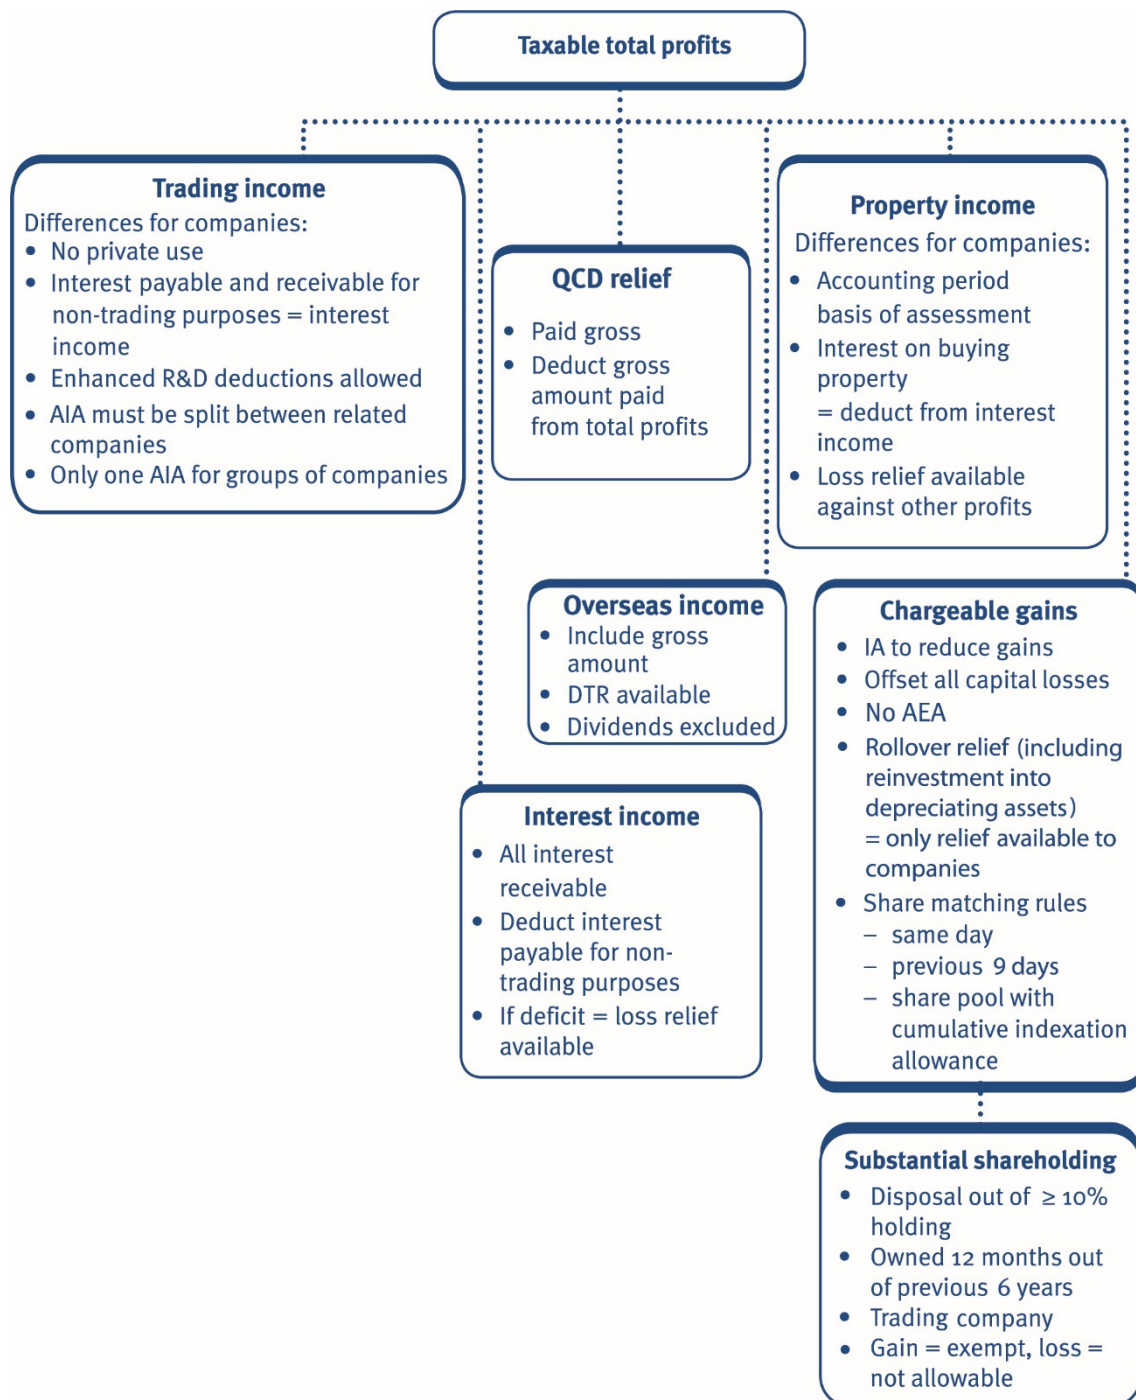 Taxable total profits
Trading income
Differences for companies:
• No private use
• Interest payable and receivable for
non-trading purposes = interest
income
• Enhanced R&D deductions allowed
• AIA must be split between related
companies
• Only one AIA for groups of companies
QCD relief
• Paid gross
• Deduct gross
amount paid
from total profits
Property income
Differences for companies:
• Accounting period
basis of assessment
• Interest on buying
property
= deduct from interest
income
• Loss relief available
against other profits
Overseas income
• Include gross
amount
• DTR available
• Dividends excluded
Interest income
• All interest
receivable
• Deduct interest
payable for non-
trading purposes
• If deficit = loss relief
available
Chargeable gains
• IA to reduce gains
• Offset all capital losses
• No AEA
• Rollover relief (including
reinvestment into
depreciating assets)
= only relief available to
companies
• Share matching rules
– same day
– previous 9 days
– share pool with
cumulative indexation
allowance
Substantial shareholding
• Disposal out of ≥ 10%
holding
• Owned 12 months out
of previous 6 years
• Trading company
• Gain = exempt, loss =
not allowable